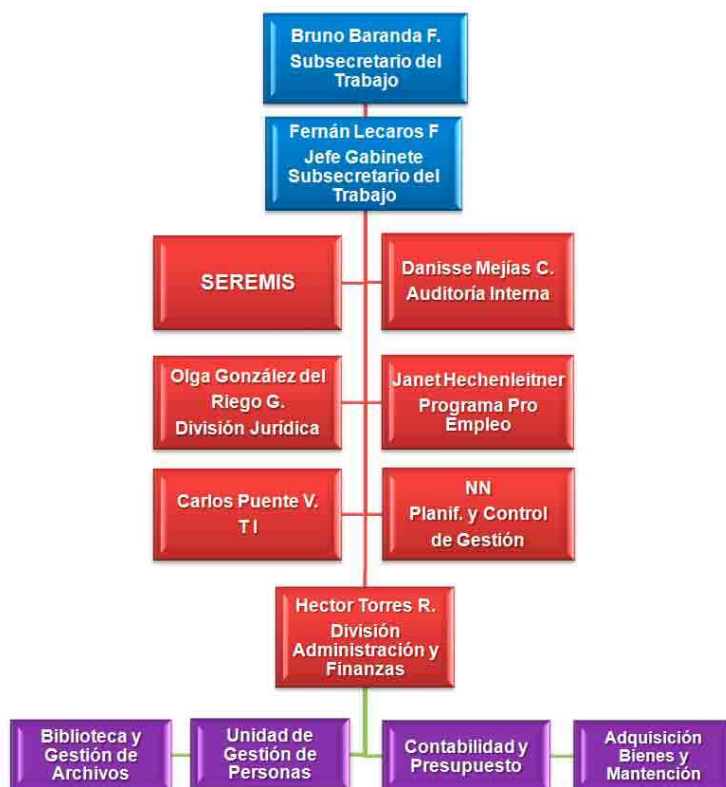 Bruno Baranda F.
Subsecretario del
Trabajo
Fernán Lecaros F
Jefe Gabinete
Subsecretario del
Trabajo
SEREMIS
Danisse Mejías C.
Auditoría Interna
Olga González del
Riego G.
División Jurídica
Janet Hechenleitner
Programa Pro
Empleo
Carlos Puente V.
T I
NN
Planif. y Control
de Gestión
Hector Torres R.
División
Administración y
Finanzas
Biblioteca y
Gestión de
Archivos
Unidad de
Gestión de
Personas
Contabilidad y
Presupuesto
Adquisición
Bienes y
Mantención